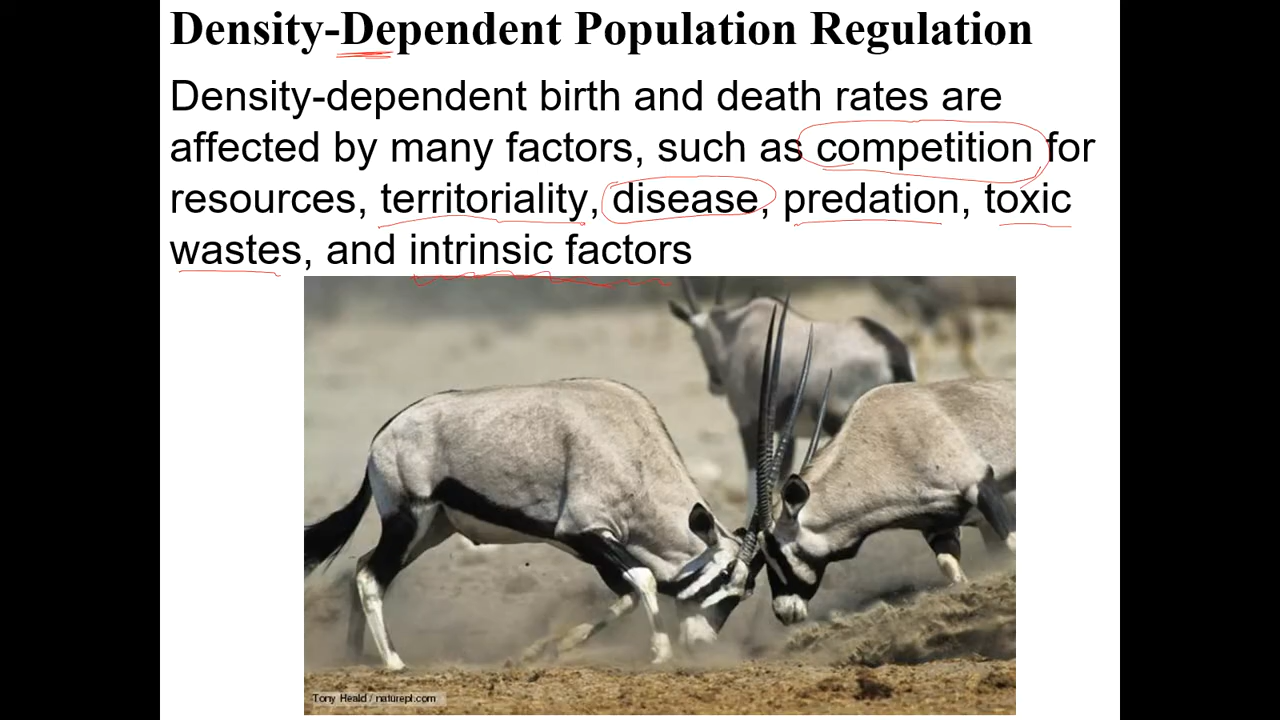 Density-Dependent Population Regulation
Density-dependent birth and death rates are
affected by many factors, such as competition for
resources, territoriality, disease, predation, toxic
wastes, and intrinsic factors
Tony Heald / naturepl.com